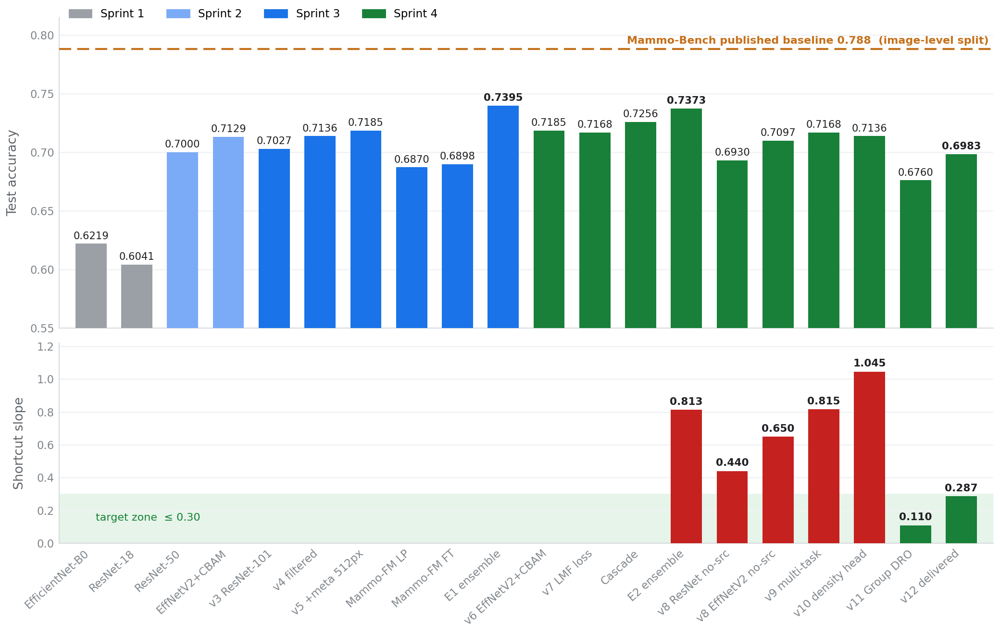 Sprint 1
Sprint 2
Sprint 3
Sprint 4
Test accuracy
0.80
0.75
0.70
0.65
0.60
0.55
Mammo-Bench published baseline 0.788 (image-level split)
0.6219
0.6041
0.7000
0.7129
0.7027
0.7136
0.7185
0.6870
0.6898
0.7395
0.7185
0.7168
0.7256
0.7373
0.6930
0.7097
0.7168
0.7136
0.6760
0.6983
Shortcut slope
1.2
1.0
0.8
0.6
0.4
0.2
0.0
target zone ≤ 0.30
0.813
0.440
0.650
0.815
1.045
0.110
0.287
EfficientNet-B0
ResNet-18
ResNet-50
EffNetV2+CBAM
v3 ResNet-101
v4 filtered
v5 +meta 512px
Mammo-FM LP
Mammo-FM FT
E1 ensemble
v6 EffNetV2+CBAM
v7 LMF loss
Cascade
E2 ensemble
v8 ResNet no-src
v8 EffNetV2 no-src
v9 multi-task
v10 density head
v11 Group DRO
v12 delivered